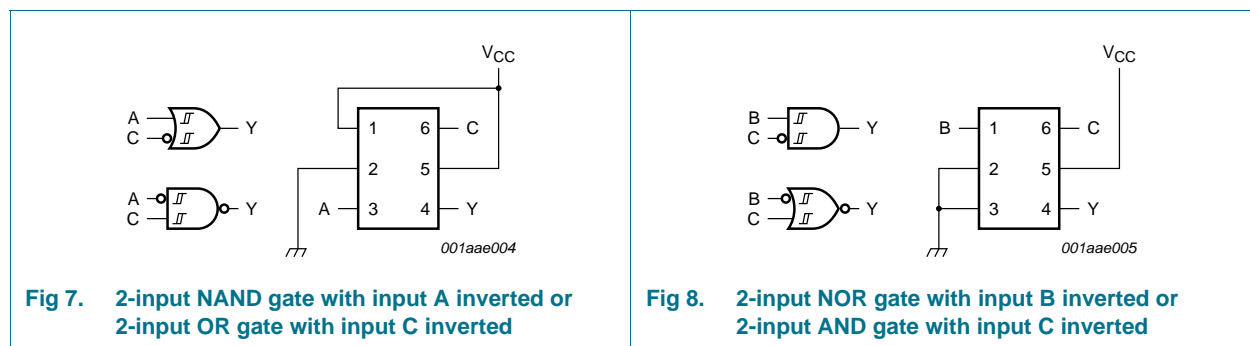 VCC
A
C
Y
A
C
Y
1
6
C
2
5
A
3
4
Y
001aae004
Fig 7. 2-input NAND gate with input A inverted or
2-input OR gate with input C inverted
VCC
B
C
Y
B
C
Y
B
1
6
C
2
5
3
4
Y
001aae005
Fig 8. 2-input NOR gate with input B inverted or
2-input AND gate with input C inverted